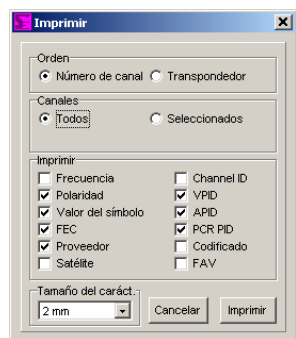 Imprimir
Orden
Número de canal Transpondedor
Canales
Todos Seleccionados
Imprimir
Frecuencia Channel ID
Polaridad VPID
Valor del símbolo APID
FEC PCR PID
Proveedor Codificado
Satélite FAV
Tamaño del caráct.
2 mm Cancelar Imprimir